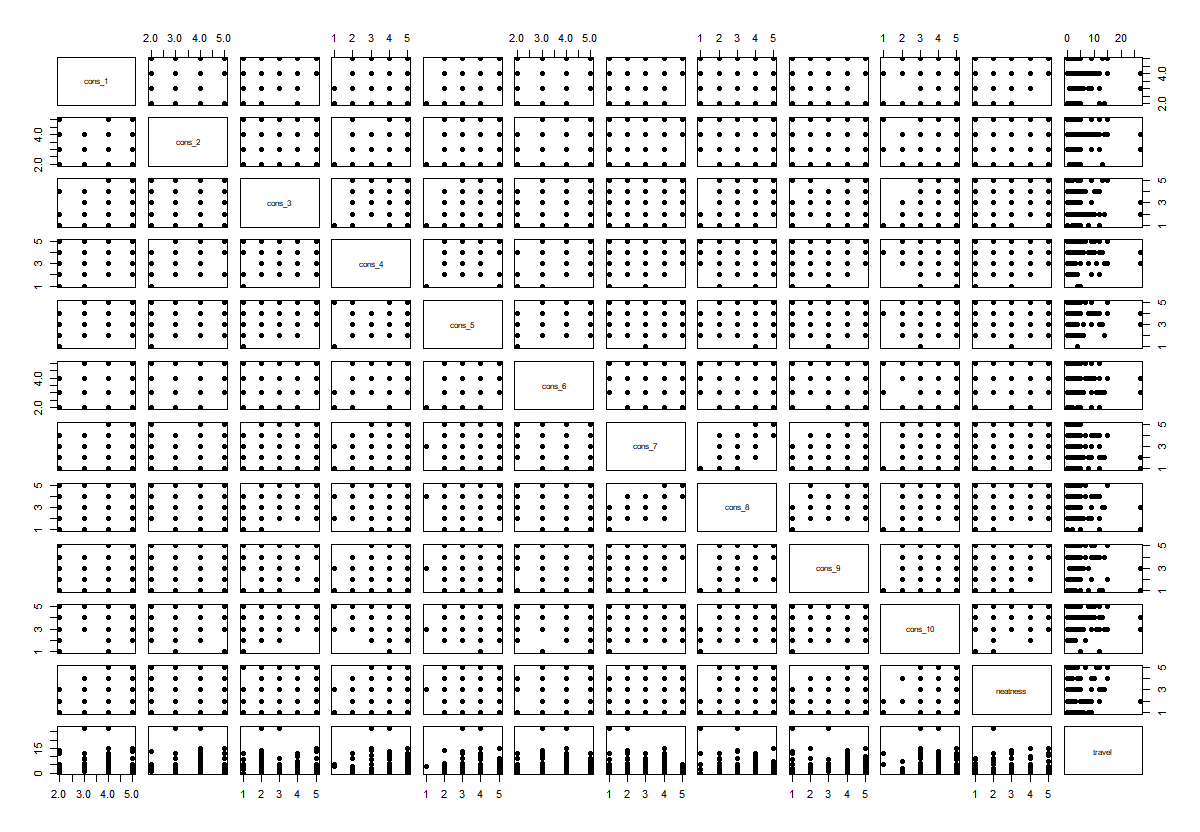 2.0 3.0 4.0 5.0 1 2 3 4 5 2.0 3.0 4.0 5.0 1 2 3 4 5 1 2 3 4 5 0 10 20
cons_1 2.0 4.0
2.0 4.0 cons_2
cons_3 1 3 5
1 3 5 cons_4
cons_5 1 3 5
2.0 4.0 cons_6
cons_7 1 3 5
1 3 5 cons_8
cons_9 1 3 5
1 3 5 cons_10
neatness 1 3 5
0 15 travel
2.0 3.0 4.0 5.0 1 2 3 4 5 1 2 3 4 5 1 2 3 4 5 1 2 3 4 5 1 2 3 4 5